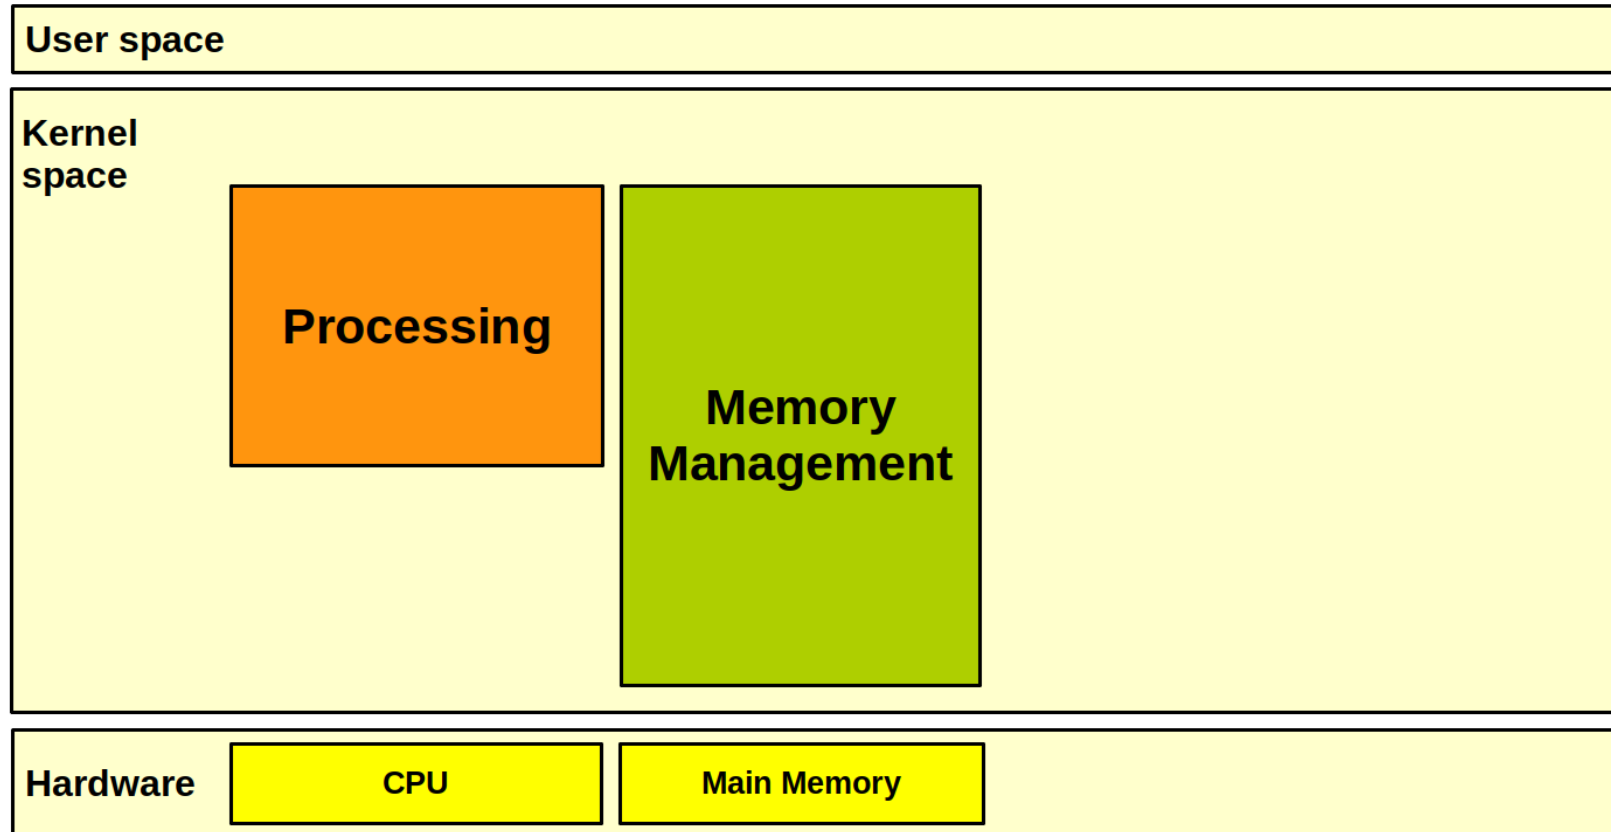 User space
Kernel
space
Processing
Memory
Management
Hardware
CPU
Main Memory